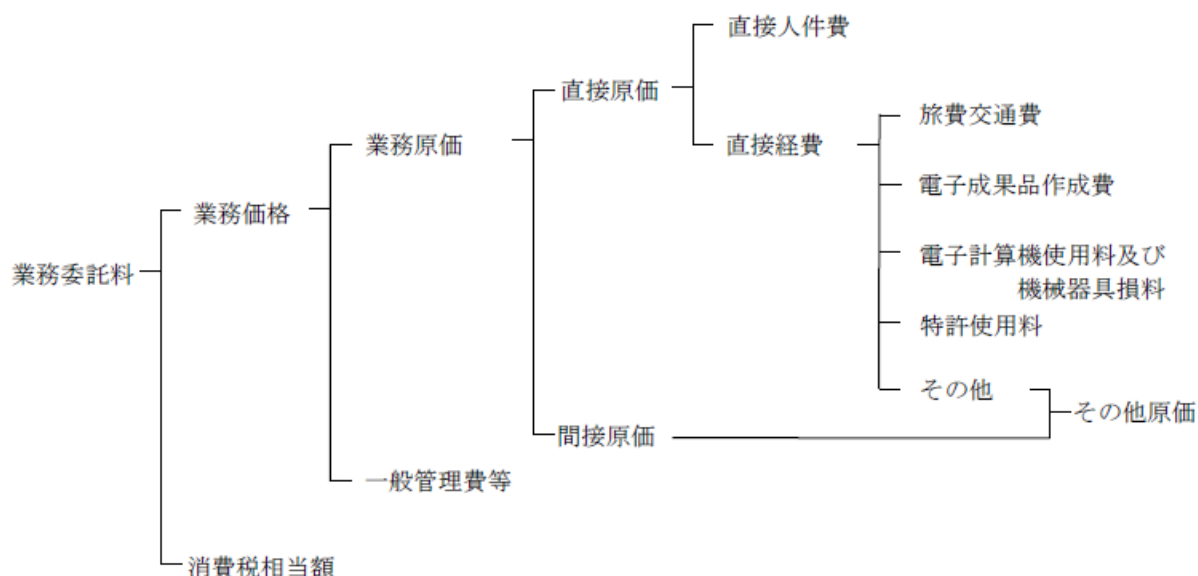 直接人件費
直接原価
旅費交通費
業務原価
直接経費
電子成果品作成費
業務価格
電子計算機使用料及び
業務委託料
機械器具損料
特許使用料
その他
その他原価
間接原価
一般管理費等
消費税相当額